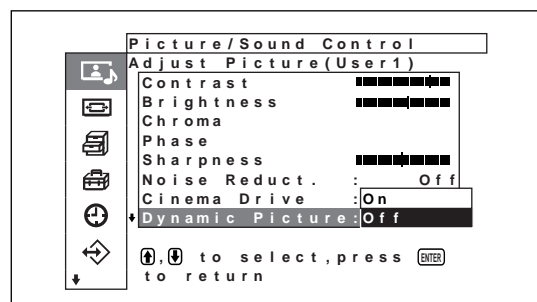 Picture/Sound Control
Adjust Picture(User1)
Contrast
Brightness
Chroma
Phase
Sharpness
Noise Reduct. : Off
Cinema Drive : On
Dynamic Picture: Off
, to select, press ENTER
to return